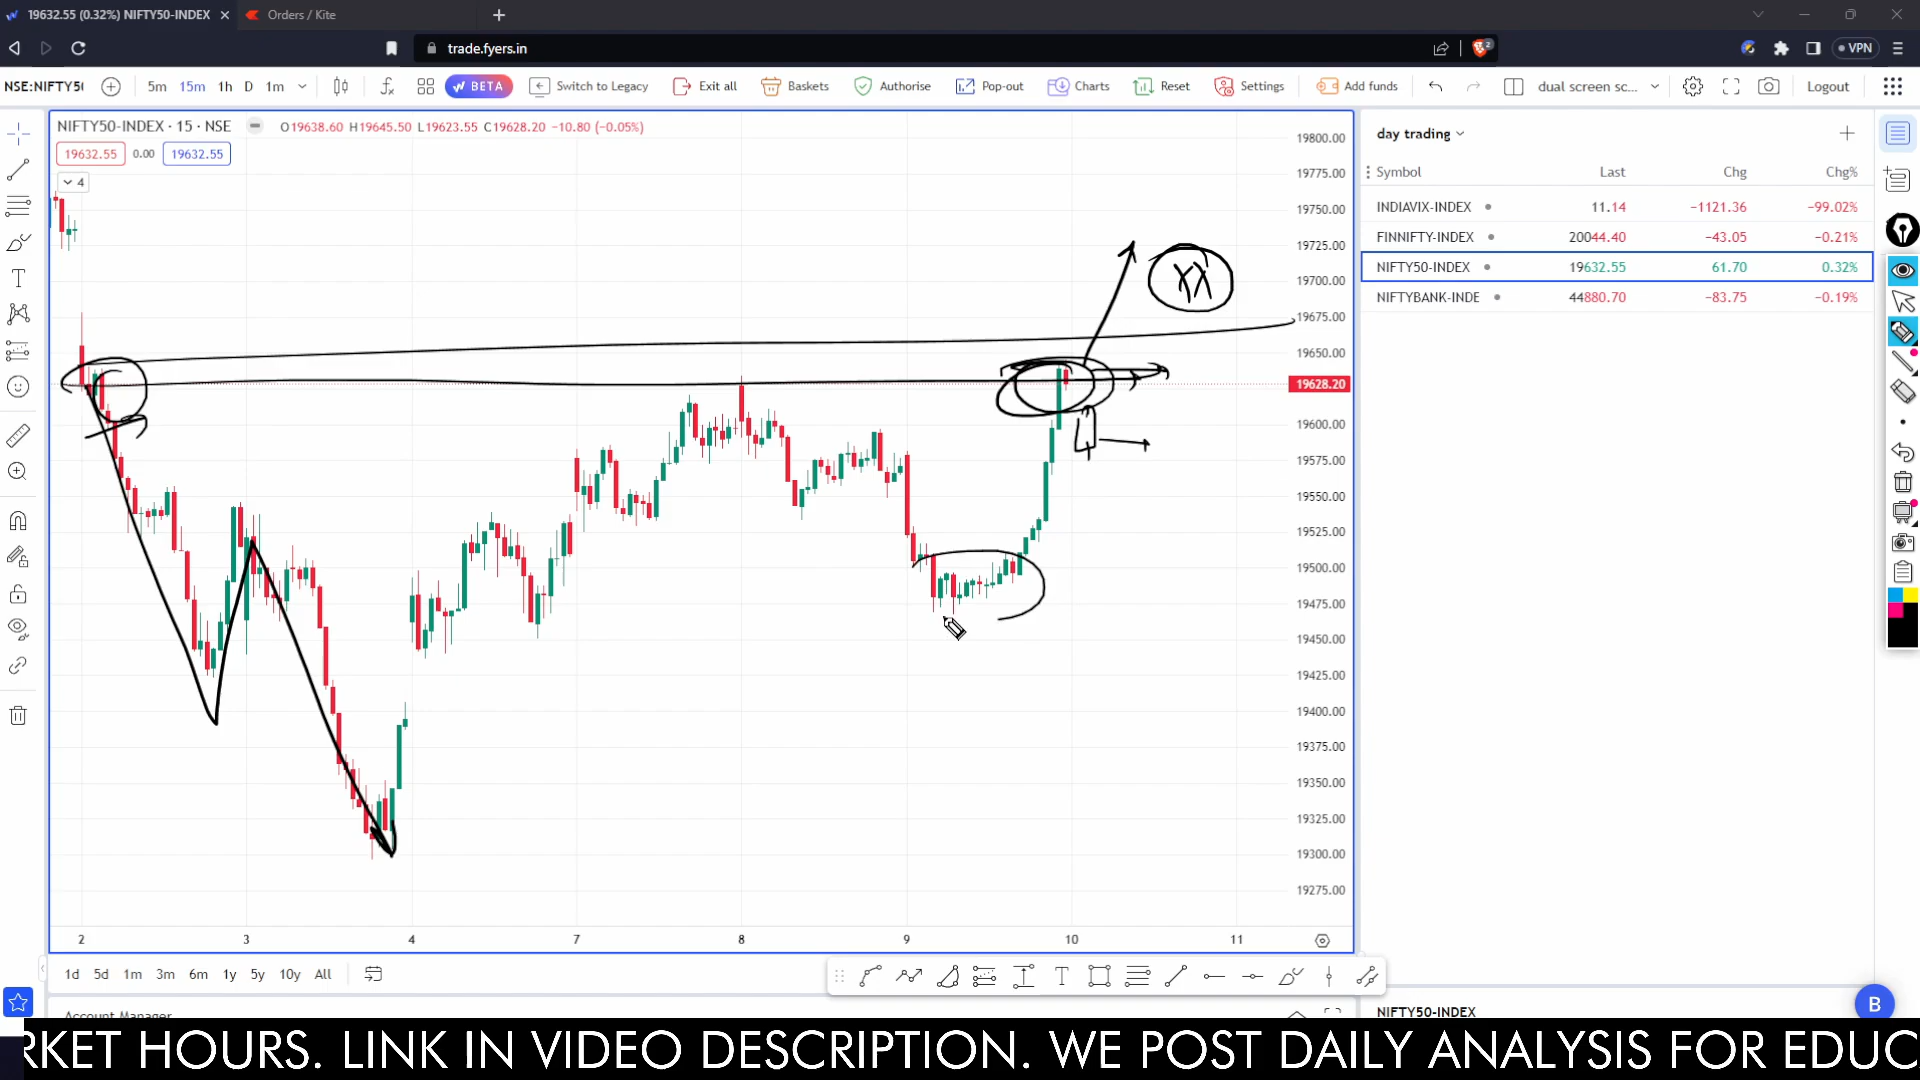 19632.55 (0.32%) NIFTY50-INDEX
Orders / Kite
trade.fyers.in
2
VPN
NSE:NIFTY5
5m 15m 1h D 1m
BETA
Switch to Legacy
Exit all
Baskets
Authorise
Pop-out
Charts
Reset
Settings
Add funds
dual screen sc...
Logout
NIFTY50-INDEX · 15 · NSE
O19638.60 H19645.50 L19623.55 C19628.20 −10.80 (−0.05%)
19632.55 0.00 19632.55
4
XX
19800.00
19775.00
19750.00
19725.00
19700.00
19675.00
19650.00
19628.20
19600.00
19575.00
19550.00
19525.00
19500.00
19475.00
19450.00
19425.00
19400.00
19375.00
19350.00
19325.00
19300.00
19275.00
2 3 4 7 8 9 10 11
day trading
Symbol Last Chg Chg%
INDIAVIX-INDEX 11.14 −1121.36 −99.02%
FINNIFTY-INDEX 20044.40 −43.05 −0.21%
NIFTY50-INDEX 19632.55 61.70 0.32%
NIFTYBANK-INDE 44880.70 −83.75 −0.19%
1d 5d 1m 3m 6m 1y 5y 10y All
Account Manager
NIFTY50-INDEX
B
RKET HOURS. LINK IN VIDEO DESCRIPTION. WE POST DAILY ANALYSIS FOR EDUC